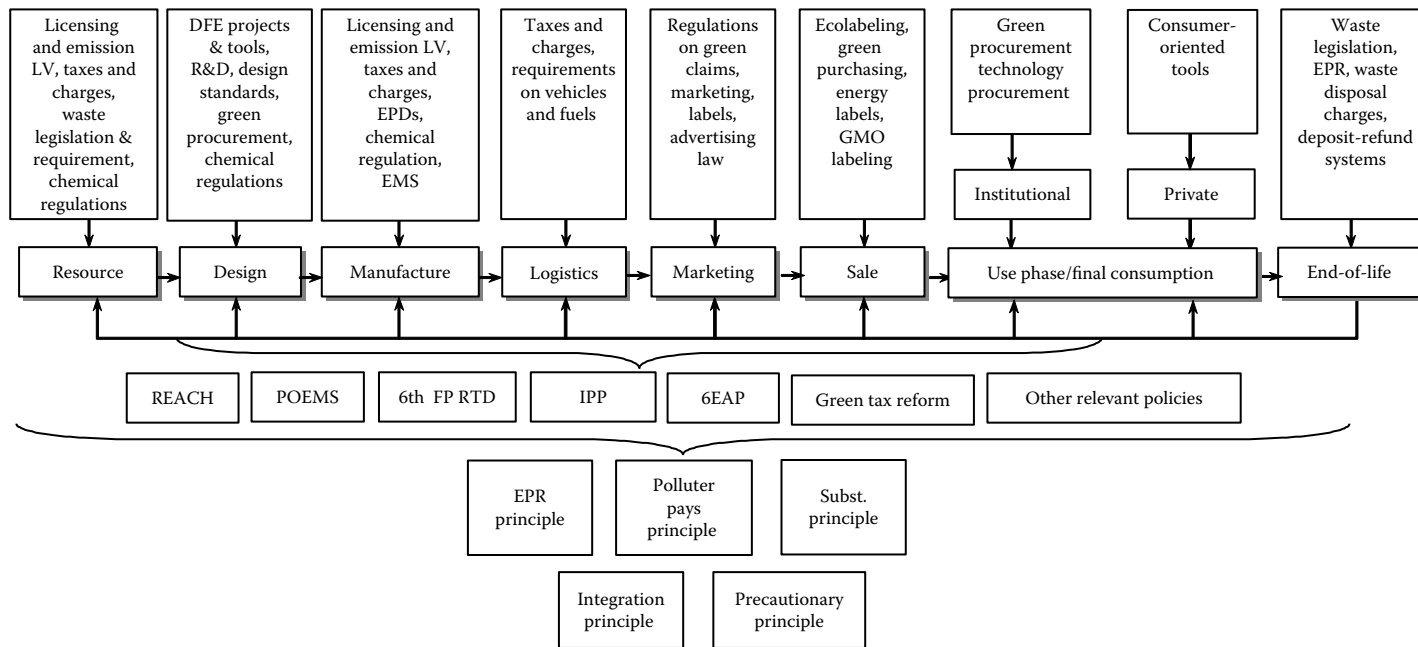 Licensing
and emission
LV, taxes and
charges,
waste
legislation &
requirement,
chemical
regulations
DFE projects
& tools,
R&D, design
standards,
green
procurement,
chemical
regulations
Licensing and
emission LV,
taxes and
charges,
EPDs,
chemical
regulation,
EMS
Taxes and
charges,
requirements
on vehicles
and fuels
Regulations
on green
claims,
marketing,
labels,
advertising
law
Ecolabeling,
green
purchasing,
energy
labels,
GMO
labeling
Green
procurement
technology
procurement
Consumer-
oriented
tools
Waste
legislation,
EPR, waste
disposal
charges,
deposit-refund
systems
Institutional
Private
Resource
Design
Manufacture
Logistics
Marketing
Sale
Use phase/final consumption
End-of-life
REACH
POEMS
6th FP RTD
IPP
6EAP
Green tax reform
Other relevant policies
EPR
principle
Polluter
pays
principle
Subst.
principle
Integration
principle
Precautionary
principle